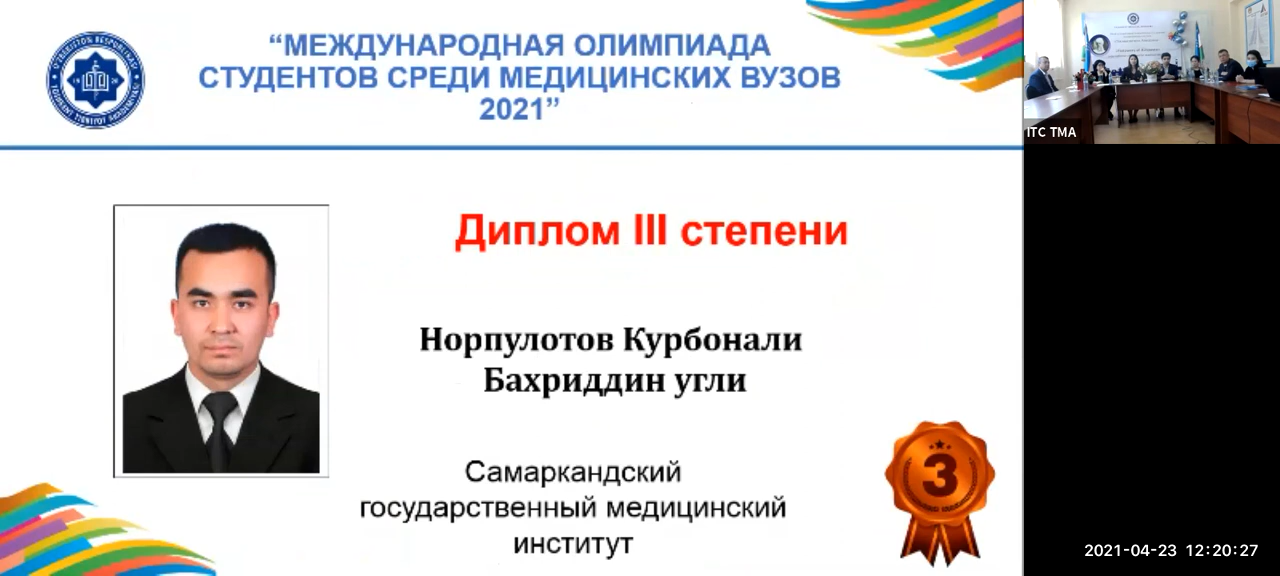 “МЕЖДУНАРОДНАЯ ОЛИМПИАДА
СТУДЕНТОВ СРЕДИ МЕДИЦИНСКИХ ВУЗОВ
2021”
Диплом III степени
Норпулотов Курбонали
Бахриддин угли
Самаркандский
государственный медицинский
институт
3
ITC TMA
2021-04-23 12:20:27